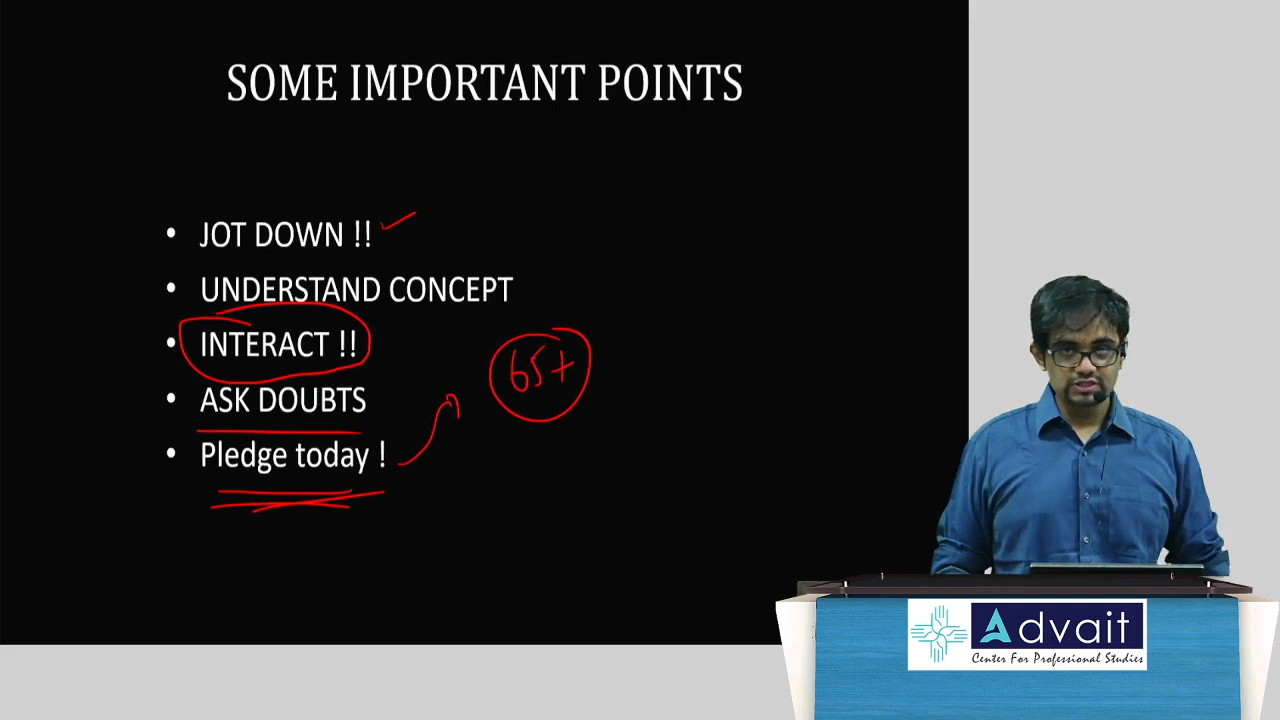 SOME IMPORTANT POINTS
• JOT DOWN !!
• UNDERSTAND CONCEPT
• INTERACT !!
• ASK DOUBTS
• Pledge today !
65+
Advait
Center For Professional Studies